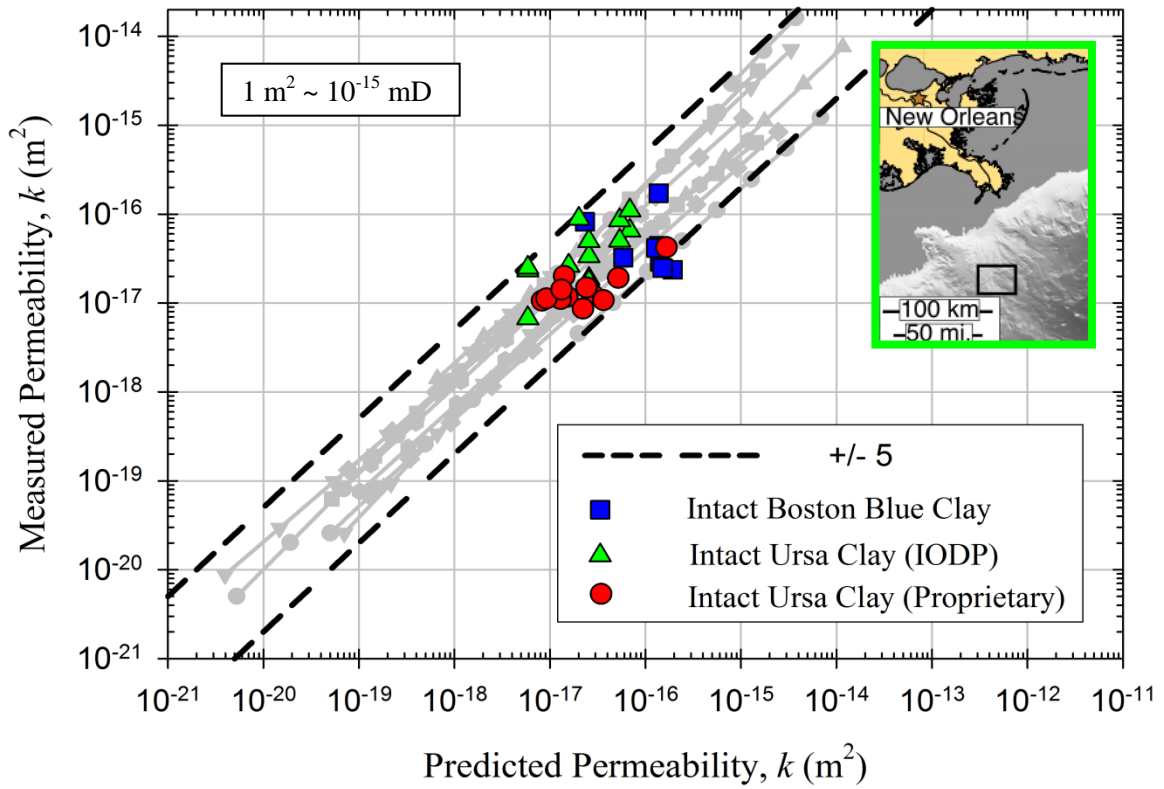 10⁻¹⁴
10⁻¹⁵
10⁻¹⁶
10⁻¹⁷
10⁻¹⁸
10⁻¹⁹
10⁻²⁰
10⁻²¹
Measured Permeability, k (m²)
1 m² ~ 10⁻¹⁵ mD
New Orleans
100 km
50 mi.
+/- 5
Intact Boston Blue Clay
Intact Ursa Clay (IODP)
Intact Ursa Clay (Proprietary)
10⁻²¹ 10⁻²⁰ 10⁻¹⁹ 10⁻¹⁸ 10⁻¹⁷ 10⁻¹⁶ 10⁻¹⁵ 10⁻¹⁴ 10⁻¹³ 10⁻¹² 10⁻¹¹
Predicted Permeability, k (m²)